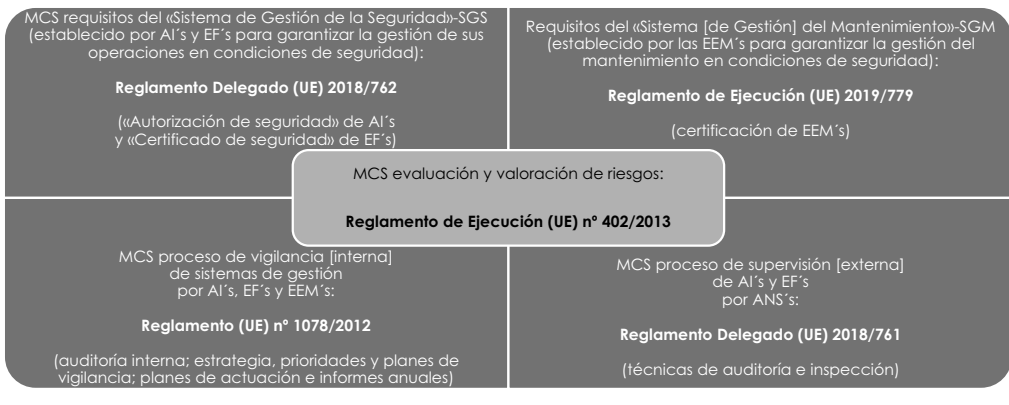 MCS requisitos del «Sistema de Gestión de la Seguridad»-SGS
(establecido por AI´s y EF´s para garantizar la gestión de sus
operaciones en condiciones de seguridad):
Reglamento Delegado (UE) 2018/762
(«Autorización de seguridad» de AI´s
y «Certificado de seguridad» de EF´s)
Requisitos del «Sistema [de Gestión] del Mantenimiento»-SGM
(establecido por las EEM´s para garantizar la gestión del
mantenimiento en condiciones de seguridad):
Reglamento de Ejecución (UE) 2019/779
(certificación de EEM´s)
MCS evaluación y valoración de riesgos:
Reglamento de Ejecución (UE) nº 402/2013
MCS proceso de vigilancia [interna]
de sistemas de gestión
por AI´s, EF´s y EEM´s:
Reglamento (UE) nº 1078/2012
(auditoría interna; estrategia, prioridades y planes de
vigilancia; planes de actuación e informes anuales)
MCS proceso de supervisión [externa]
de AI´s y EF´s
por ANS´s:
Reglamento Delegado (UE) 2018/761
(técnicas de auditoría e inspección)